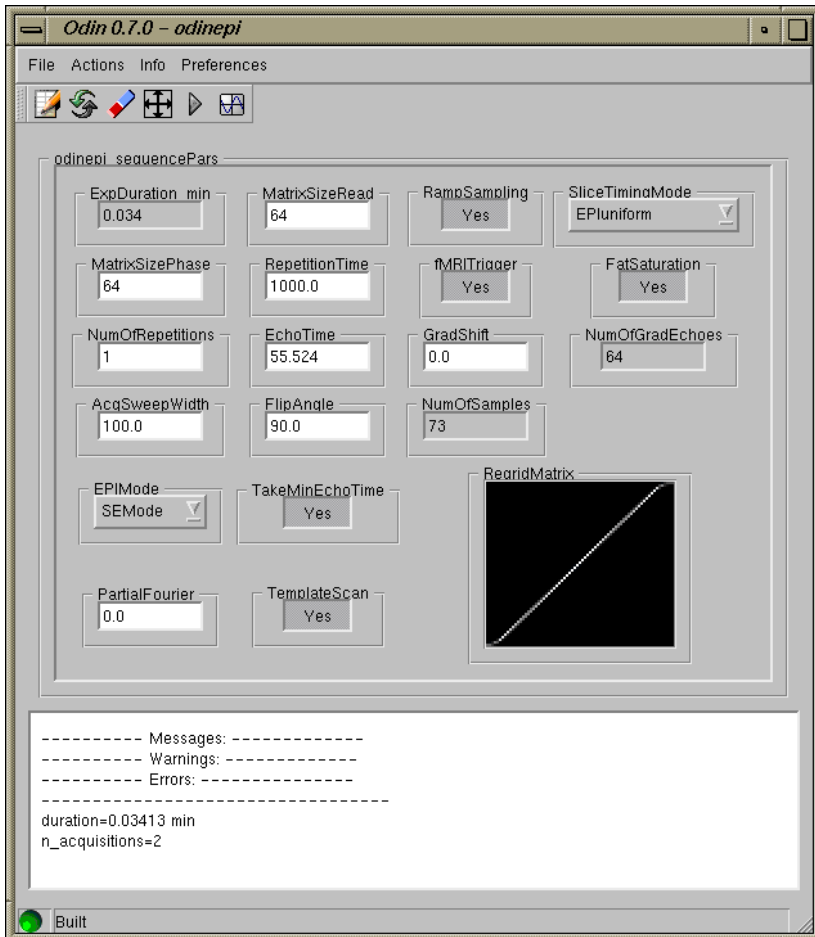 Odin 0.7.0 – odinepi
File Actions Info Preferences
odinepi_sequencePars
ExpDuration_min MatrixSizeRead RampSampling SliceTimingMode
0.034 64 Yes EPIuniform
MatrixSizePhase RepetitionTime fMRITrigger FatSaturation
64 1000.0 Yes Yes
NumOfRepetitions EchoTime GradShift NumOfGradEchoes
1 55.524 0.0 64
AcqSweepWidth FlipAngle NumOfSamples
100.0 90.0 73
EPIMode TakeMinEchoTime RegridMatrix
SEMode Yes
PartialFourier TemplateScan
0.0 Yes
---------- Messages: -------------
---------- Warnings: -------------
---------- Errors: ---------------
----------------------------------
duration=0.03413 min
n_acquisitions=2
Built